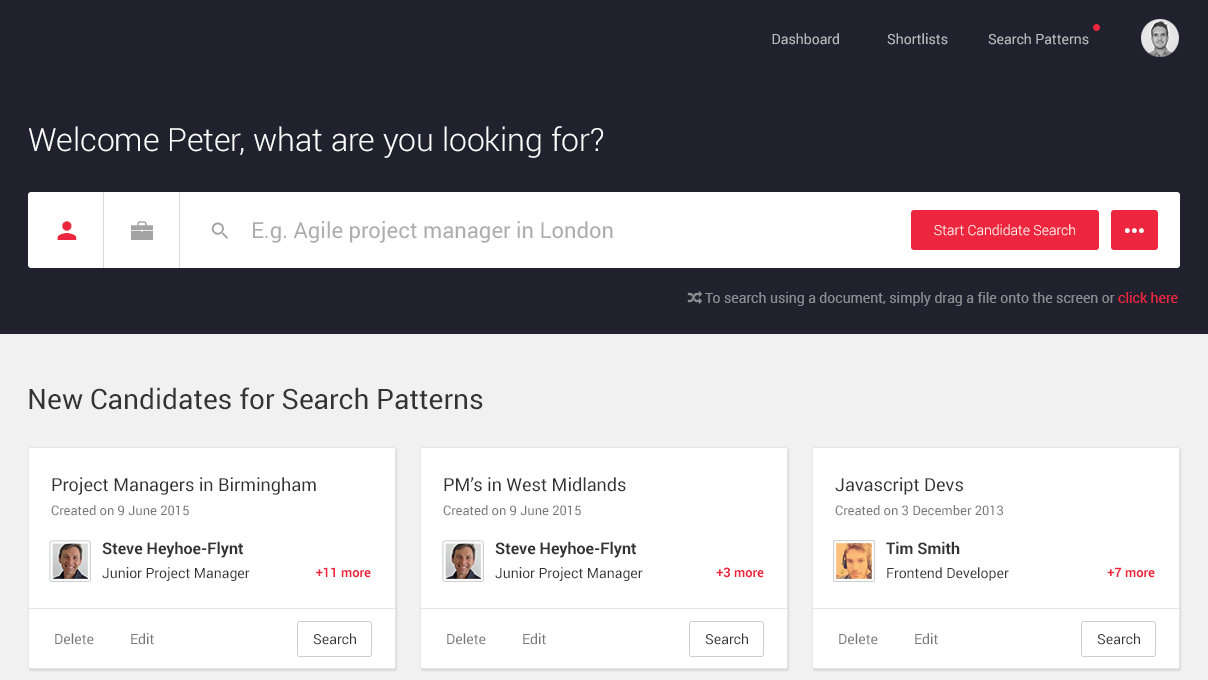 Dashboard Shortlists Search Patterns
Welcome Peter, what are you looking for?
E.g. Agile project manager in London
Start Candidate Search
To search using a document, simply drag a file onto the screen or click here
New Candidates for Search Patterns
Project Managers in Birmingham
Created on 9 June 2015
Steve Heyhoe-Flynt
Junior Project Manager
+11 more
Delete Edit Search
PM’s in West Midlands
Created on 9 June 2015
Steve Heyhoe-Flynt
Junior Project Manager
+3 more
Delete Edit Search
Javascript Devs
Created on 3 December 2013
Tim Smith
Frontend Developer
+7 more
Delete Edit Search